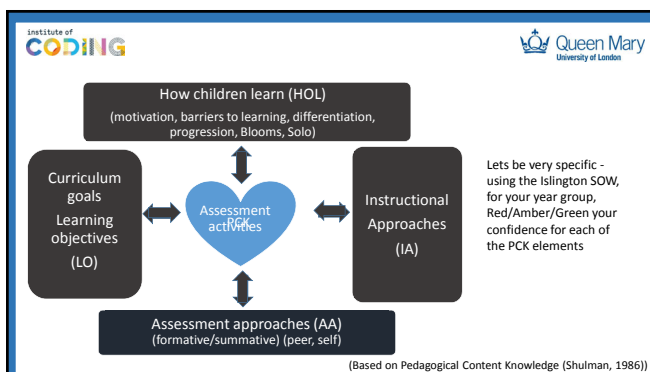 institute of
CODING
Queen Mary
University of London
How children learn (HOL)
(motivation, barriers to learning, differentiation,
progression, Blooms, Solo)
Curriculum
goals
Learning
objectives
(LO)
Assessment
activities
PCK
Instructional
Approaches
(IA)
Lets be very specific -
using the Islington SOW,
for your year group,
Red/Amber/Green your
confidence for each of
the PCK elements
Assessment approaches (AA)
(formative/summative) (peer, self)
(Based on Pedagogical Content Knowledge (Shulman, 1986))